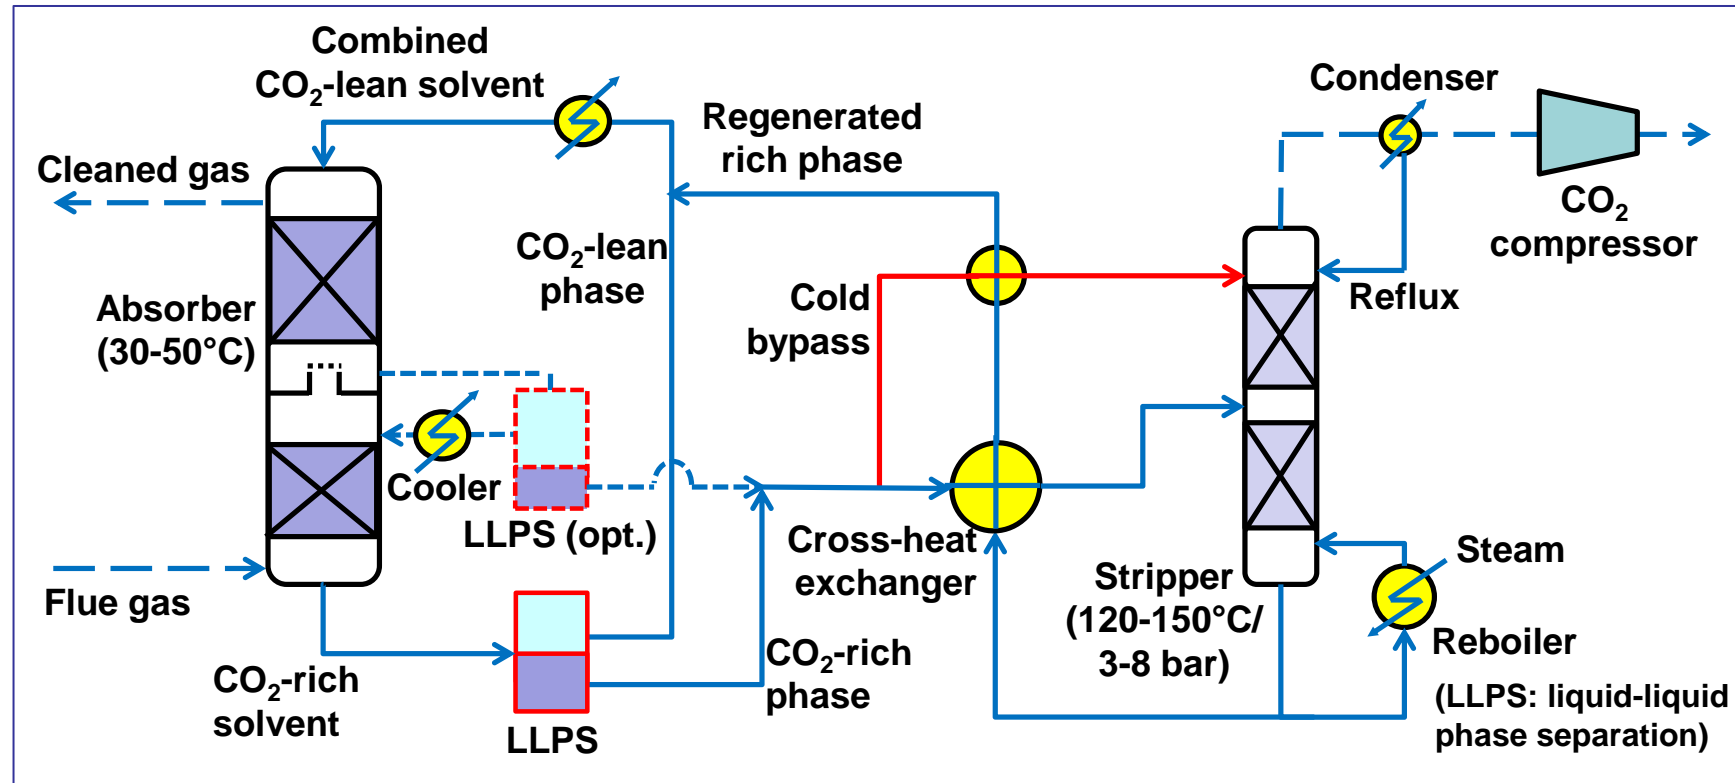 Combined
CO₂-lean solvent
Regenerated
rich phase
Condenser
Cleaned gas
CO₂
compressor
CO₂-lean
phase
Absorber
(30-50°C)
Cold
bypass
Reflux
Cooler
LLPS (opt.)
Cross-heat
exchanger
Flue gas
Stripper
(120-150°C/
3-8 bar)
Steam
Reboiler
CO₂-rich
solvent
CO₂-rich
phase
LLPS
(LLPS: liquid-liquid
phase separation)